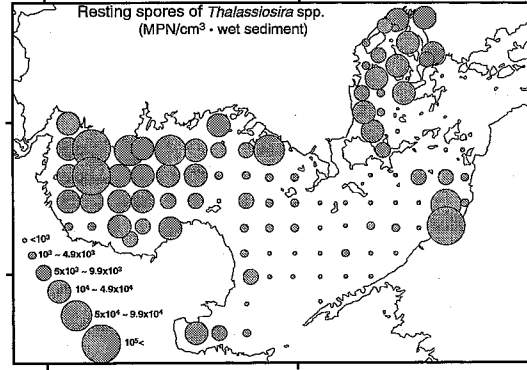 Resting spores of Thalassiosira spp.
(MPN/cm³ · wet sediment)
<10³
10³ ~ 4.9x10³
5x10³ ~ 9.9x10³
10⁴ ~ 4.9x10⁴
5x10⁴ ~ 9.9x10⁴
10⁵<